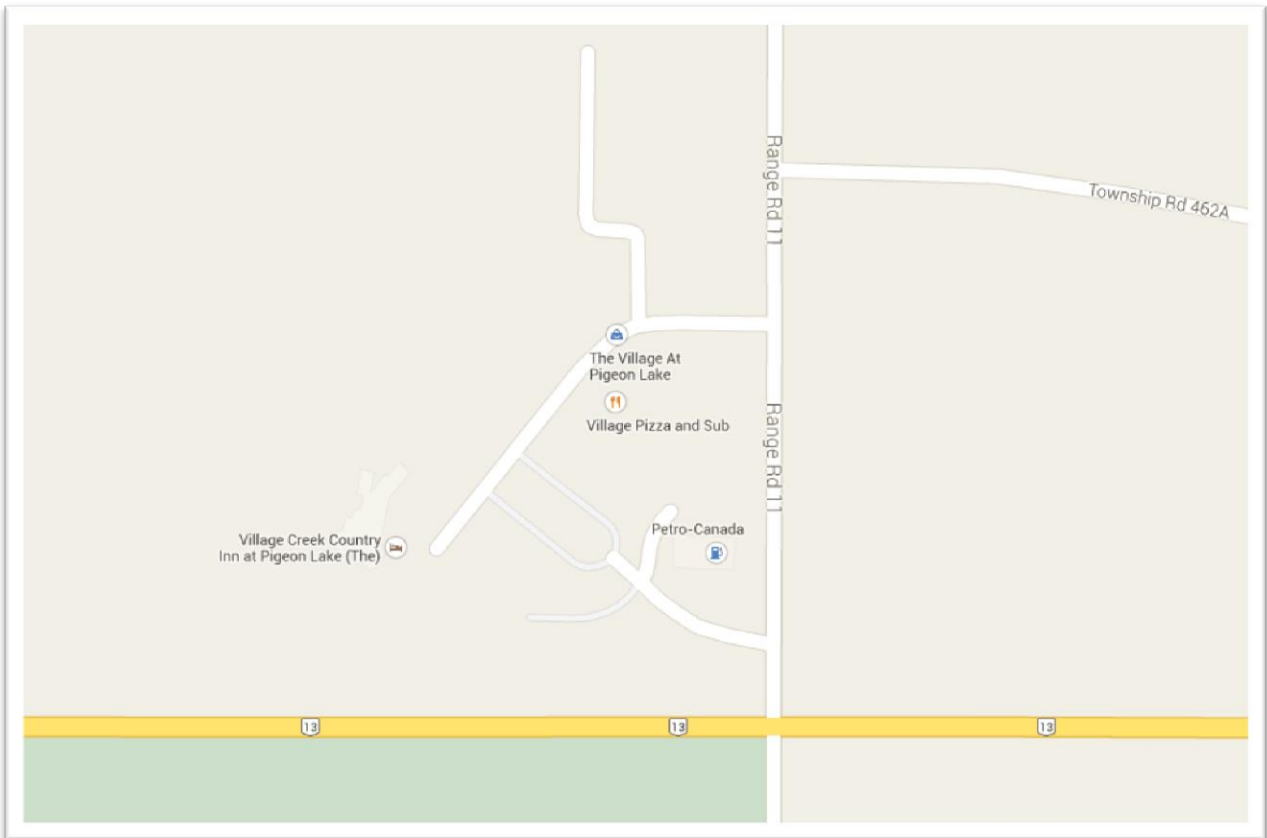 Range Rd 11
Township Rd 462A
The Village At
Pigeon Lake
Village Pizza and Sub
Range Rd 11
Petro-Canada
Village Creek Country
Inn at Pigeon Lake (The)
13
13
13